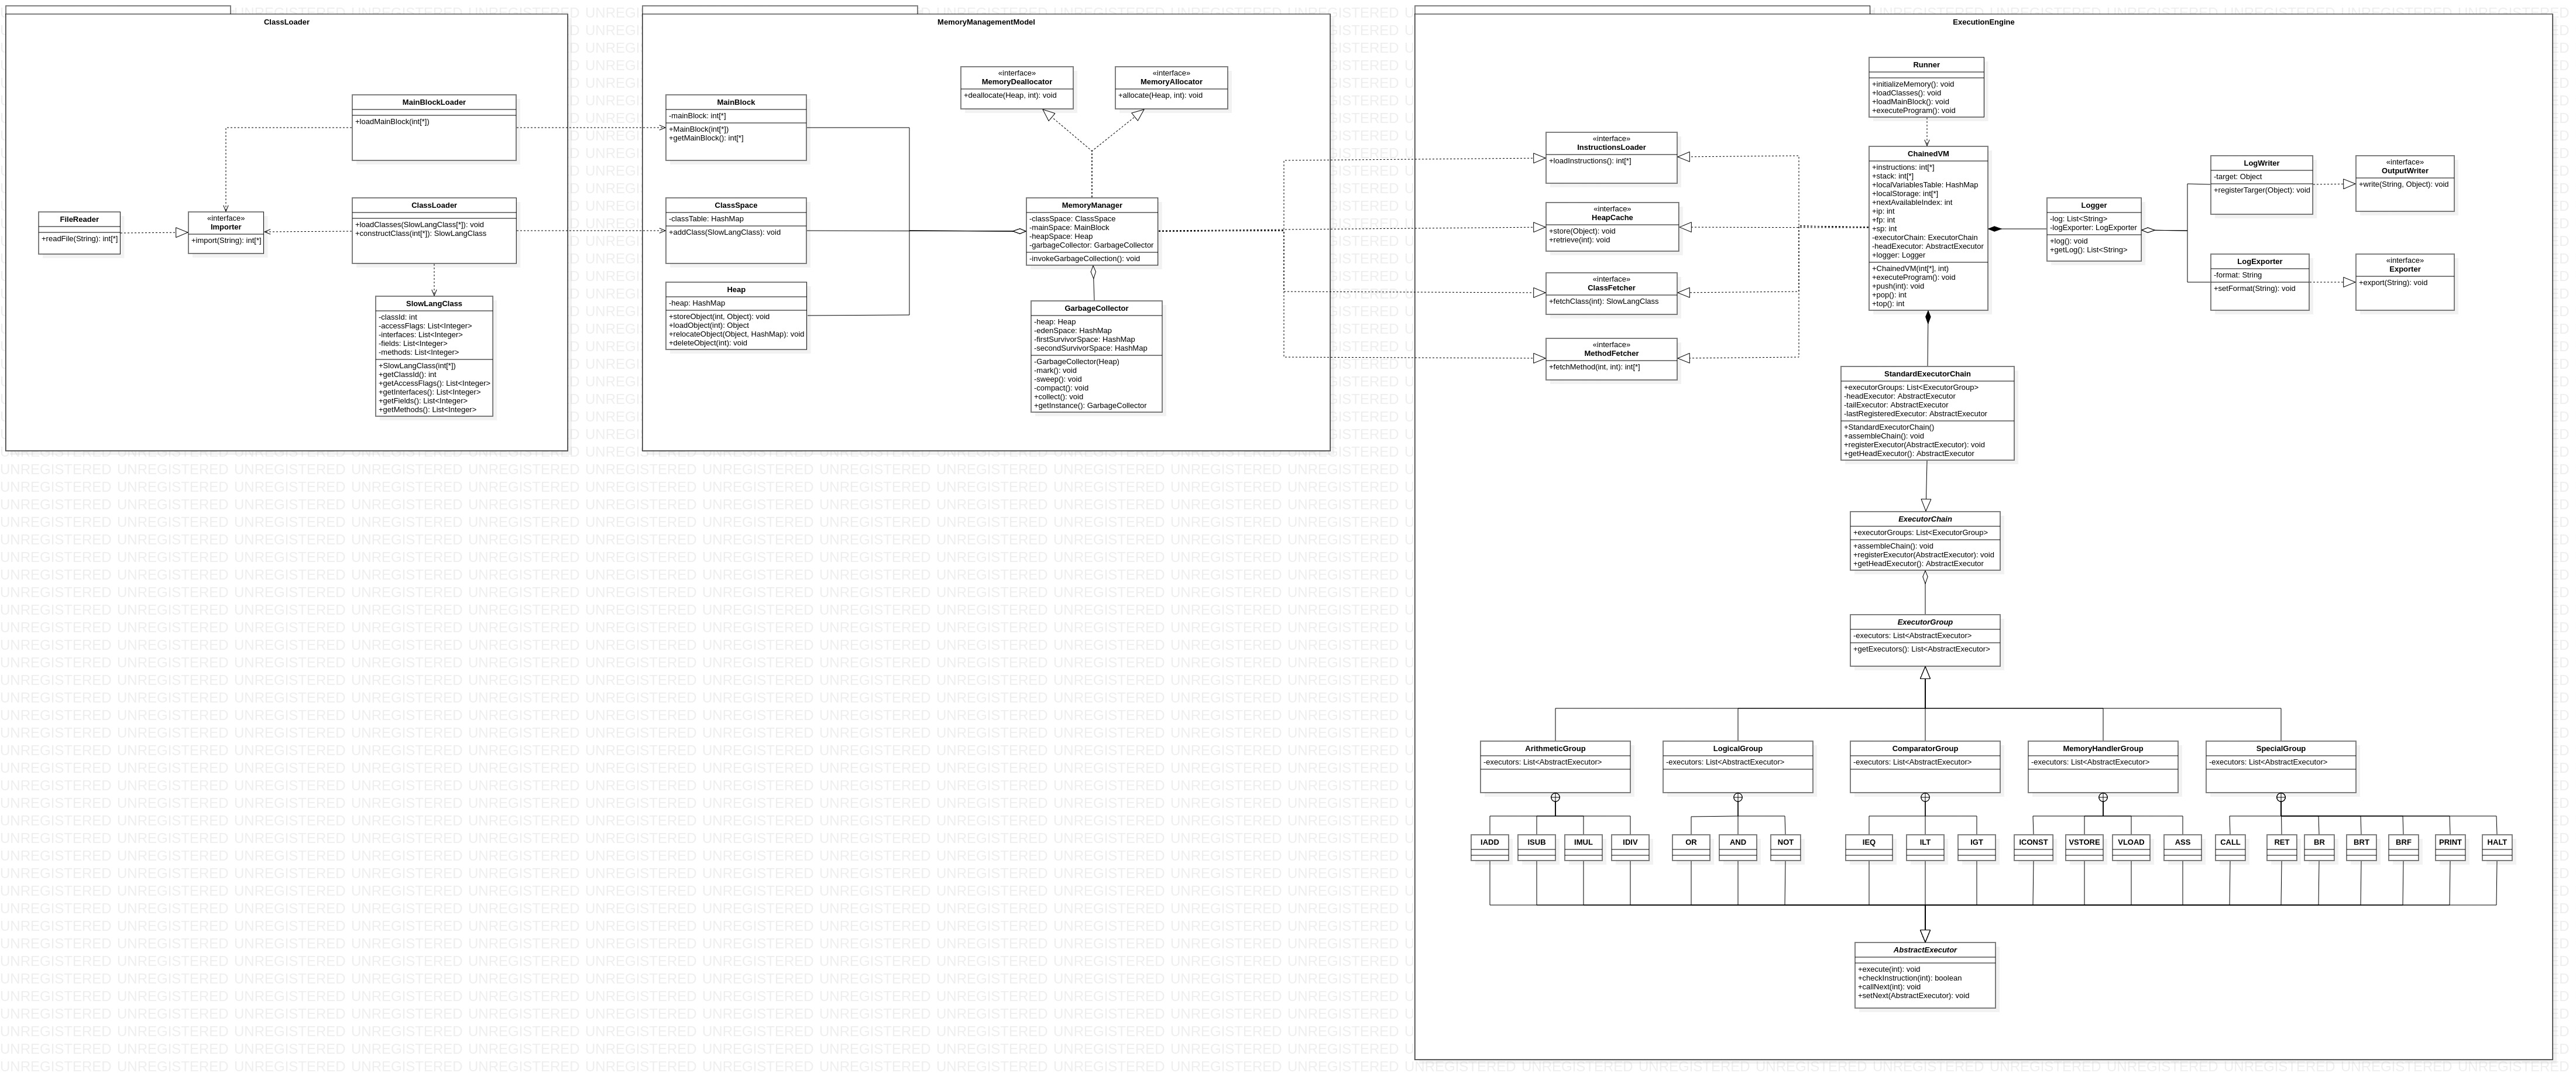 ClassLoader
MainBlockLoader
+loadMainBlock(int[*])
FileReader
+readFile(String): int[*]
«interface»
Importer
+import(String): int[*]
ClassLoader
+loadClasses(SlowLangClass[*]): void
+constructClass(int[*]): SlowLangClass
SlowLangClass
-classId: int
-accessFlags: List<Integer>
-interfaces: List<Integer>
-fields: List<Integer>
-methods: List<Integer>
+SlowLangClass(int[*])
+getClassId(): int
+getAccessFlags(): List<Integer>
+getInterfaces(): List<Integer>
+getFields(): List<Integer>
+getMethods(): List<Integer>
MemoryManagementModel
MainBlock
-mainBlock: int[*]
+MainBlock(int[*])
+getMainBlock(): int[*]
ClassSpace
-classTable: HashMap
+addClass(SlowLangClass): void
Heap
-heap: HashMap
+storeObject(int, Object): void
+loadObject(int): Object
+relocateObject(Object, HashMap): void
+deleteObject(int): void
«interface»
MemoryDeallocator
+deallocate(Heap, int): void
«interface»
MemoryAllocator
+allocate(Heap, int): void
MemoryManager
-classSpace: ClassSpace
-mainSpace: MainBlock
-heapSpace: Heap
-garbageCollector: GarbageCollector
-invokeGarbageCollection(): void
GarbageCollector
-heap: Heap
-edenSpace: HashMap
-firstSurvivorSpace: HashMap
-secondSurvivorSpace: HashMap
-GarbageCollector(Heap)
-mark(): void
-sweep(): void
-compact(): void
+collect(): void
+getInstance(): GarbageCollector
ExecutionEngine
«interface»
InstructionsLoader
+loadInstructions(): int[*]
«interface»
HeapCache
+store(Object): void
+retrieve(int): void
«interface»
ClassFetcher
+fetchClass(int): SlowLangClass
«interface»
MethodFetcher
+fetchMethod(int, int): int[*]
Runner
+initializeMemory(): void
+loadClasses(): void
+loadMainBlock(): void
+executeProgram(): void
ChainedVM
+instructions: int[*]
+stack: int[*]
+localVariablesTable: HashMap
+localStorage: int[*]
+nextAvailableIndex: int
+ip: int
+fp: int
+sp: int
-executorChain: ExecutorChain
-headExecutor: AbstractExecutor
+logger: Logger
+ChainedVM(int[*], int)
+executeProgram(): void
+push(int): void
+pop(): int
+top(): int
Logger
-log: List<String>
-logExporter: LogExporter
+log(): void
+getLog(): List<String>
LogWriter
-target: Object
+registerTarger(Object): void
«interface»
OutputWriter
+write(String, Object): void
LogExporter
-format: String
+setFormat(String): void
«interface»
Exporter
+export(String): void
StandardExecutorChain
+executorGroups: List<ExecutorGroup>
-headExecutor: AbstractExecutor
-tailExecutor: AbstractExecutor
-lastRegisteredExecutor: AbstractExecutor
+StandardExecutorChain()
+assembleChain(): void
+registerExecutor(AbstractExecutor): void
+getHeadExecutor(): AbstractExecutor
ExecutorChain
+executorGroups: List<ExecutorGroup>
+assembleChain(): void
+registerExecutor(AbstractExecutor): void
+getHeadExecutor(): AbstractExecutor
ExecutorGroup
-executors: List<AbstractExecutor>
+getExecutors(): List<AbstractExecutor>
ArithmeticGroup
-executors: List<AbstractExecutor>
LogicalGroup
-executors: List<AbstractExecutor>
ComparatorGroup
-executors: List<AbstractExecutor>
MemoryHandlerGroup
-executors: List<AbstractExecutor>
SpecialGroup
-executors: List<AbstractExecutor>
IADD
ISUB
IMUL
IDIV
OR
AND
NOT
IEQ
ILT
IGT
ICONST
VSTORE
VLOAD
ASS
CALL
RET
BR
BRT
BRF
PRINT
HALT
AbstractExecutor
+execute(int): void
+checkInstruction(int): boolean
+callNext(int): void
+setNext(AbstractExecutor): void